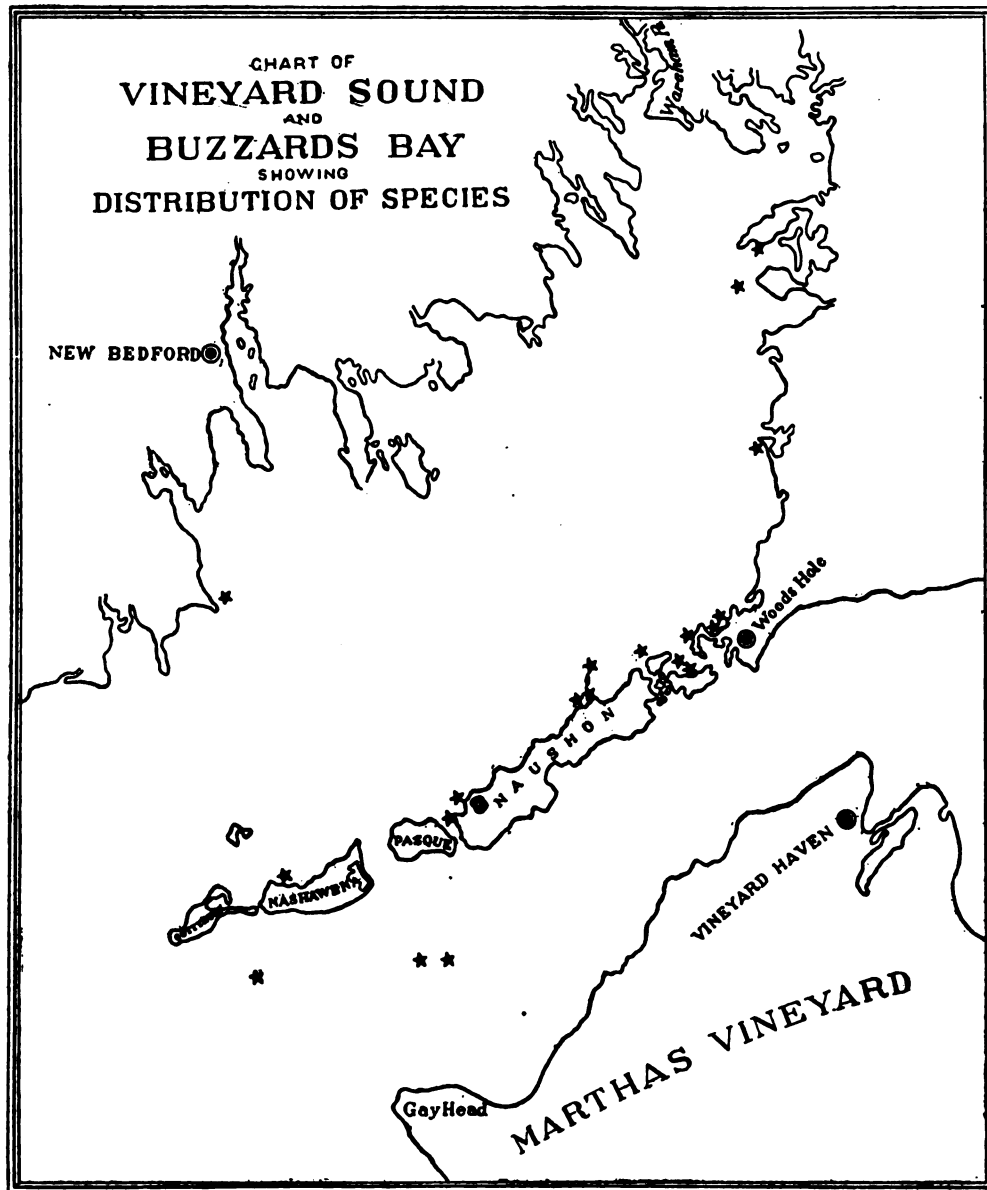 CHART OF
VINEYARD SOUND
AND
BUZZARDS BAY
SHOWING
DISTRIBUTION OF SPECIES
Wareham R.
NEW BEDFORD
Woods Hole
NAUSHON
PASQUE
NASHAWENA
VINEYARD HAVEN
MARTHAS VINEYARD
Gay Head